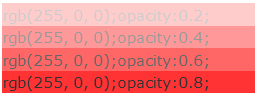 rgb(255, 0, 0);opacity:0.2;
rgb(255, 0, 0);opacity:0.4;
rgb(255, 0, 0);opacity:0.6;
rgb(255, 0, 0);opacity:0.8;